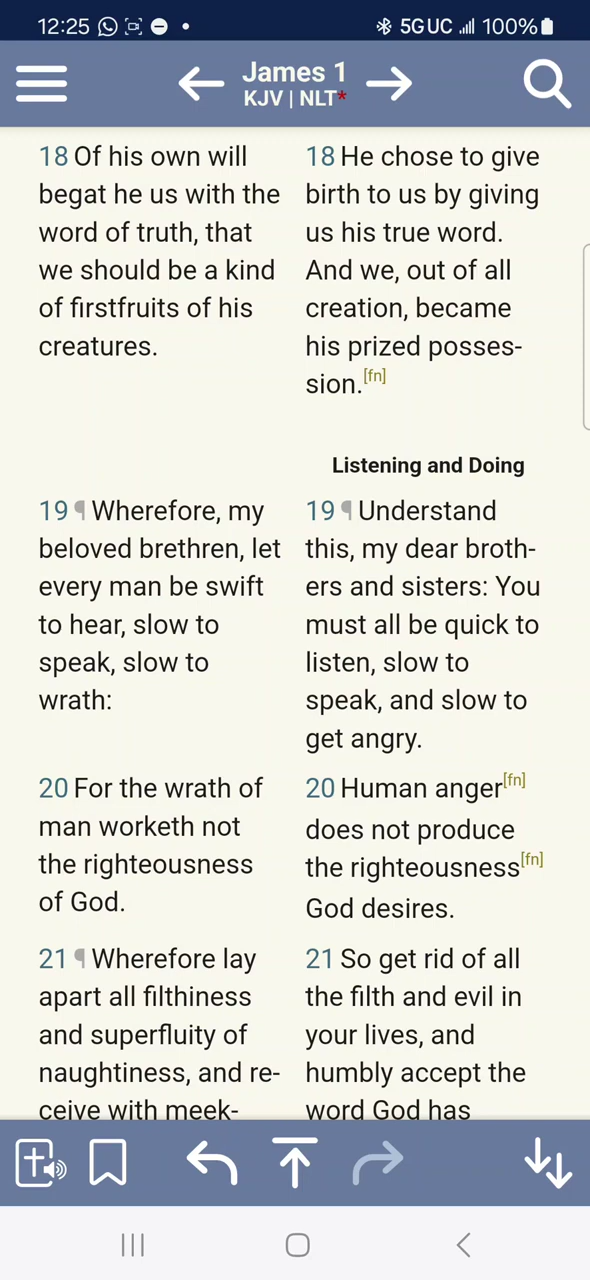 12:25
5G UC 100%
James 1
KJV | NLT*
18 Of his own will
begat he us with the
word of truth, that
we should be a kind
of firstfruits of his
creatures.
18 He chose to give
birth to us by giving
us his true word.
And we, out of all
creation, became
his prized posses-
sion.[fn]
Listening and Doing
19 ¶ Wherefore, my
beloved brethren, let
every man be swift
to hear, slow to
speak, slow to
wrath:
19 ¶ Understand
this, my dear broth-
ers and sisters: You
must all be quick to
listen, slow to
speak, and slow to
get angry.
20 For the wrath of
man worketh not
the righteousness
of God.
20 Human anger[fn]
does not produce
the righteousness[fn]
God desires.
21 ¶ Wherefore lay
apart all filthiness
and superfluity of
naughtiness, and re-
ceive with meek-
21 So get rid of all
the filth and evil in
your lives, and
humbly accept the
word God has